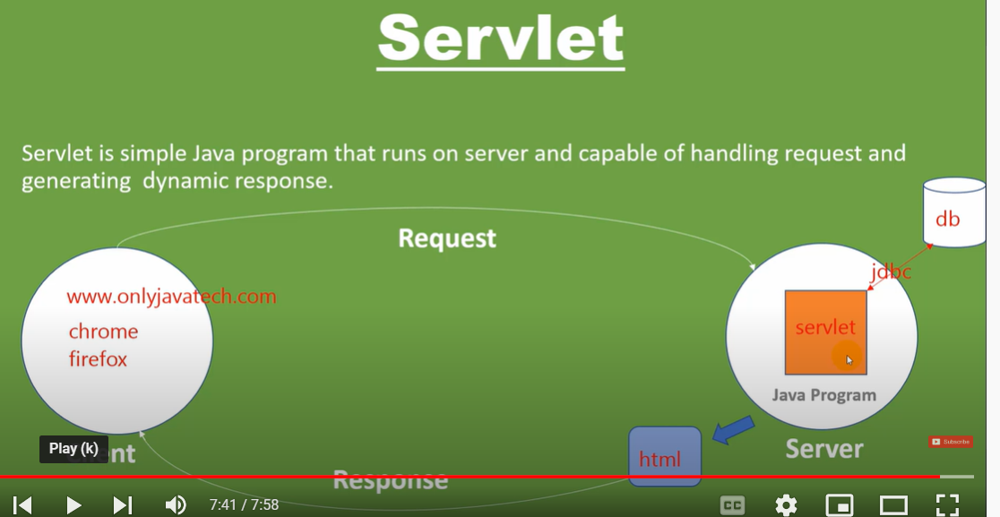 Servlet
Servlet is simple Java program that runs on server and capable of handling request and
generating dynamic response.
db
Request
jdbc
www.onlyjavatech.com
chrome
firefox
servlet
Java Program
Play (k)
nt
Server
Subscribe
html
Response
7:41 / 7:58
CC